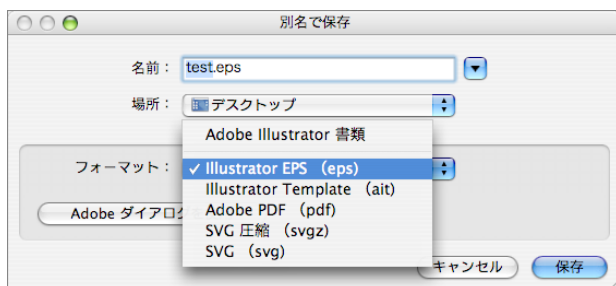 別名で保存
名前： test.eps
場所： デスクトップ
Adobe Illustrator 書類
フォーマット： ✓ Illustrator EPS （eps）
Illustrator Template （ait）
Adobe ダイアログ
Adobe PDF （pdf）
SVG 圧縮 （svgz）
SVG （svg）
キャンセル 保存